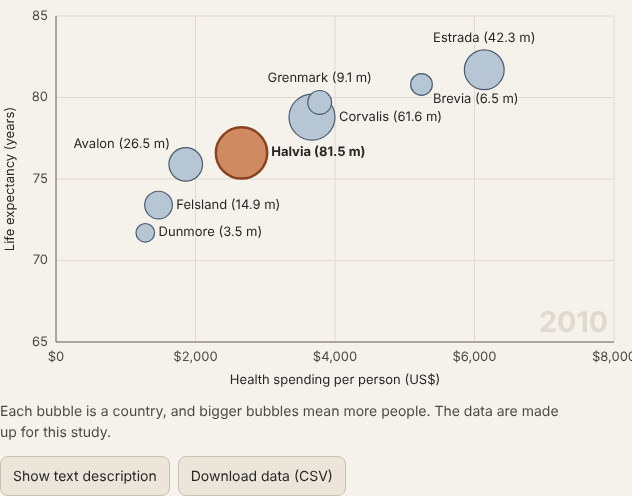 85
Estrada (42.3 m)
Grenmark (9.1 m)
80
Brevia (6.5 m)
Corvalis (61.6 m)
Avalon (26.5 m)
Halvia (81.5 m)
75
Felsland (14.9 m)
Dunmore (3.5 m)
70
2010
65
Life expectancy (years)
$0 $2,000 $4,000 $6,000 $8,000
Health spending per person (US$)
Each bubble is a country, and bigger bubbles mean more people. The data are made
up for this study.
Show text description Download data (CSV)